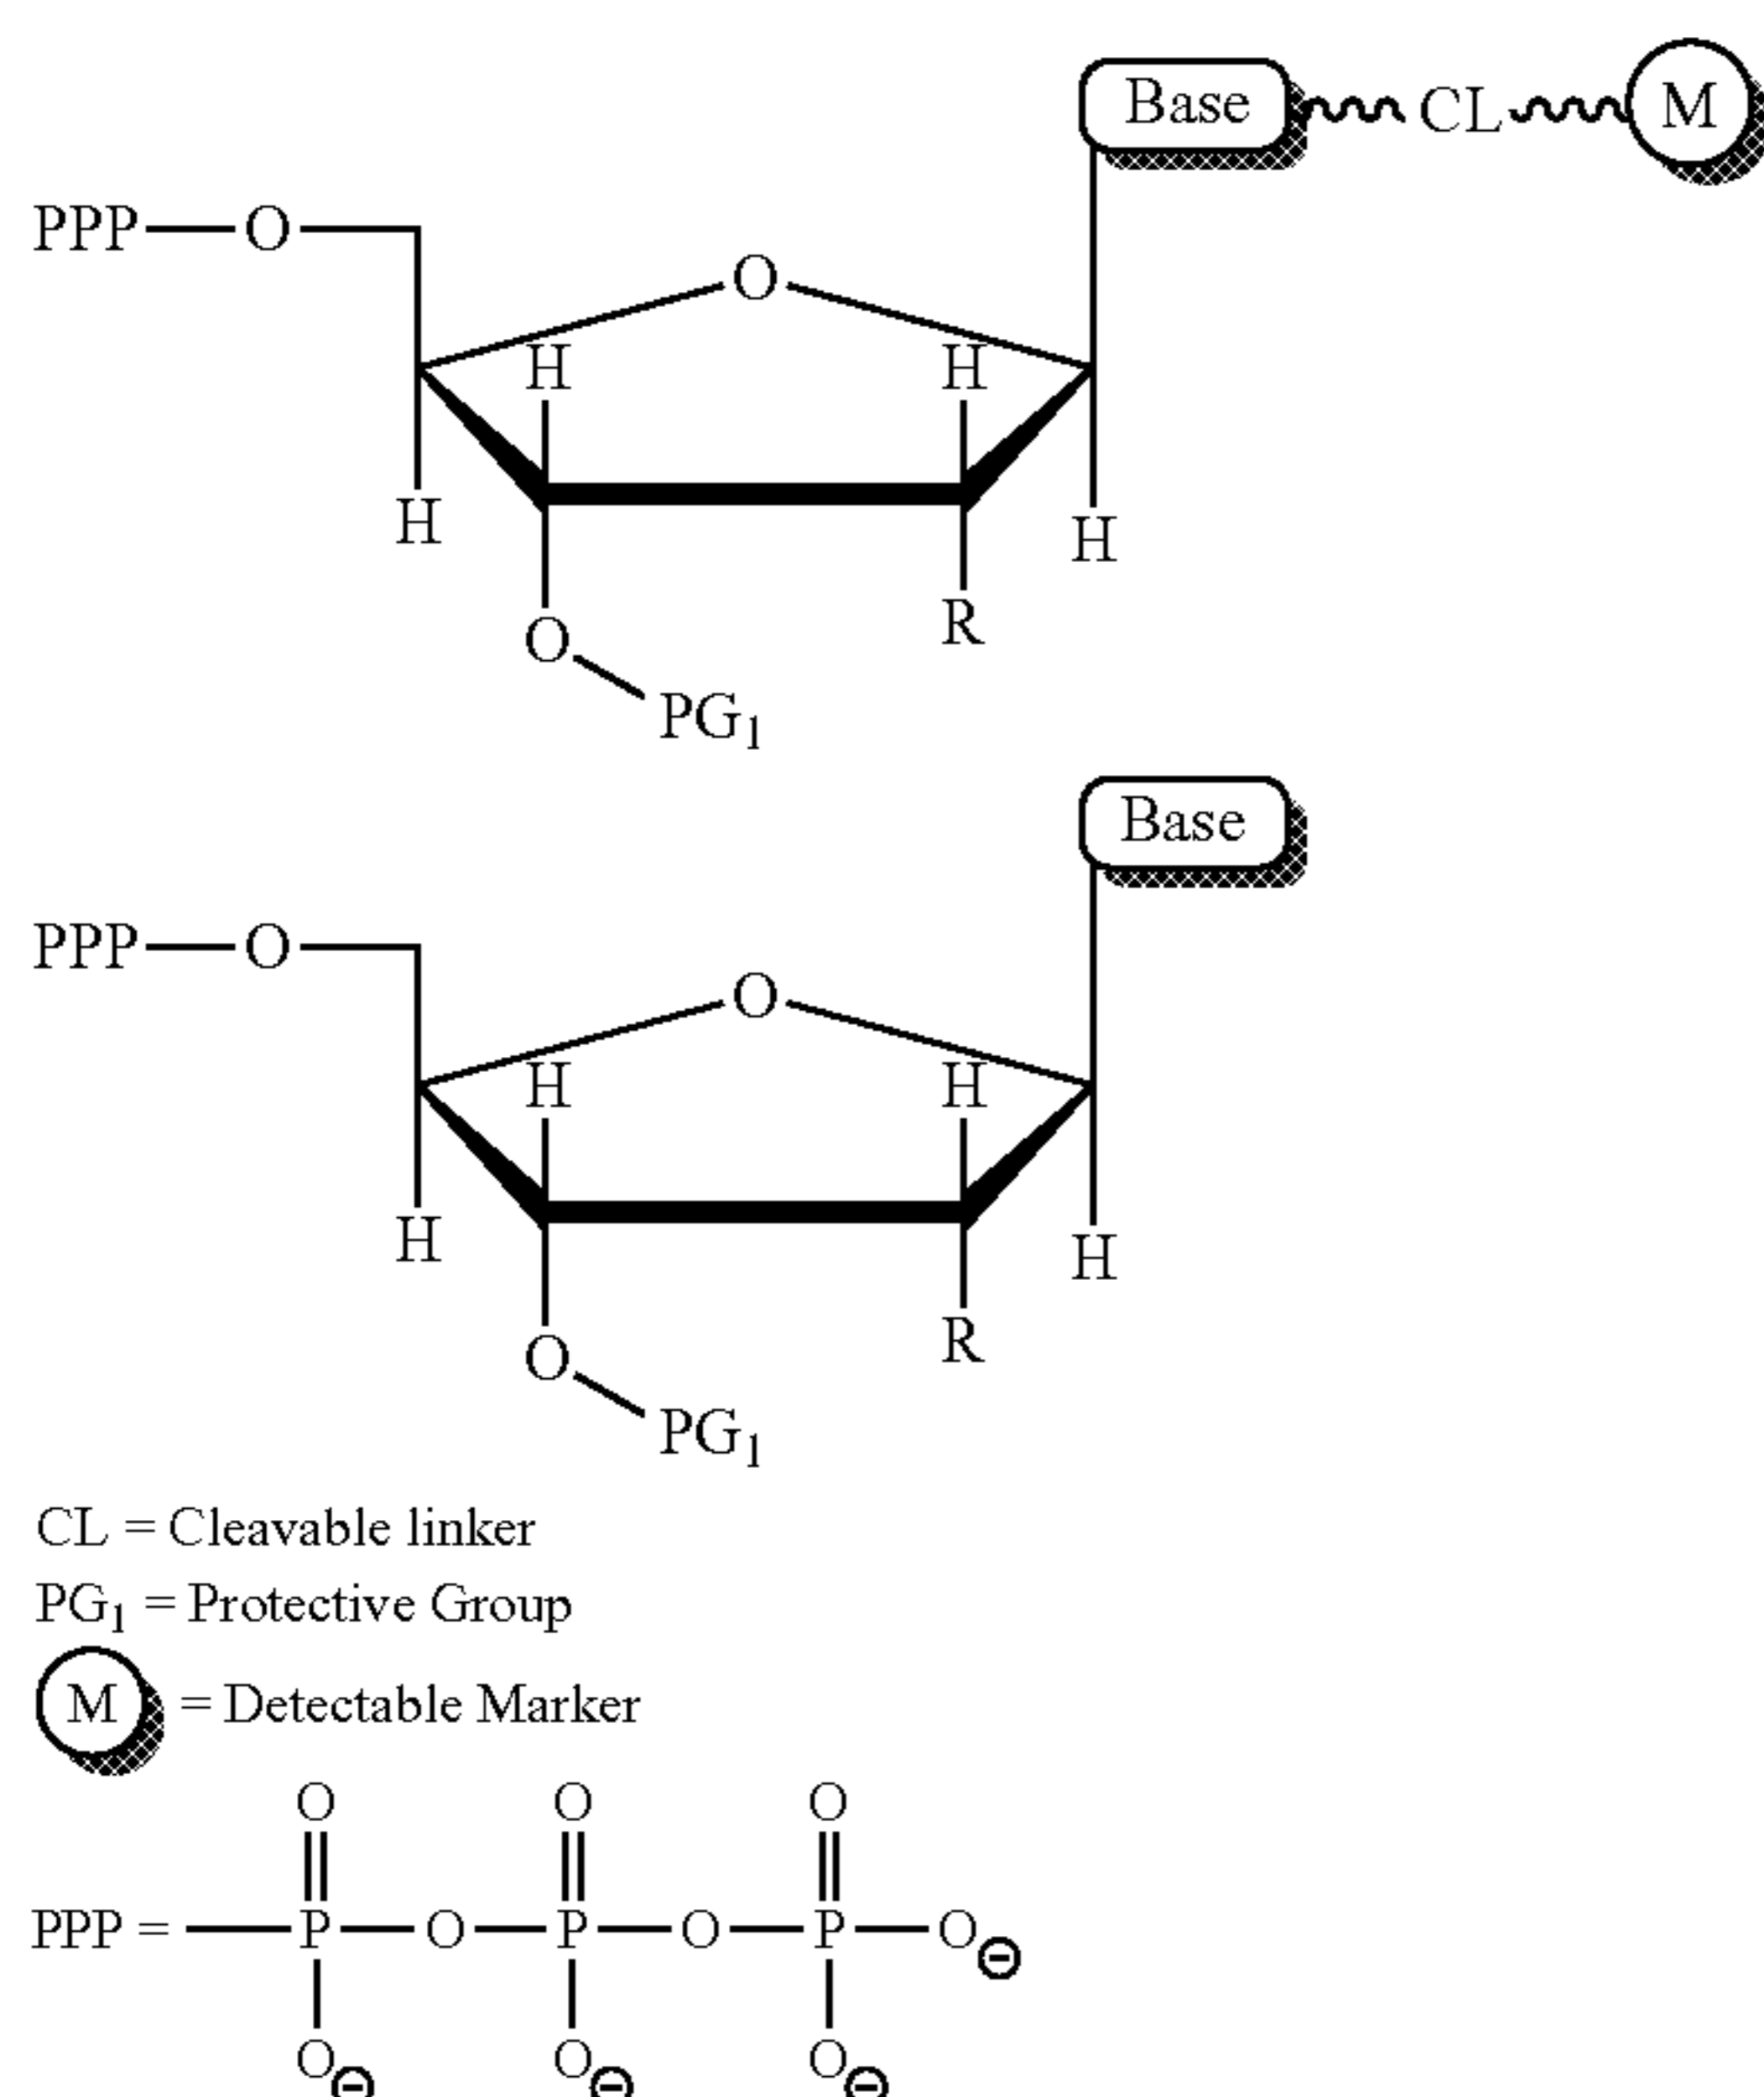 Base CL M
PPP O
O
H H
H H
O R
PG1
Base
PPP O
O
H H
H H
O R
PG1
CL = Cleavable linker
PG1 = Protective Group
M = Detectable Marker
O O O
PPP = P O P O P O⊖
O⊖ O⊖ O⊖